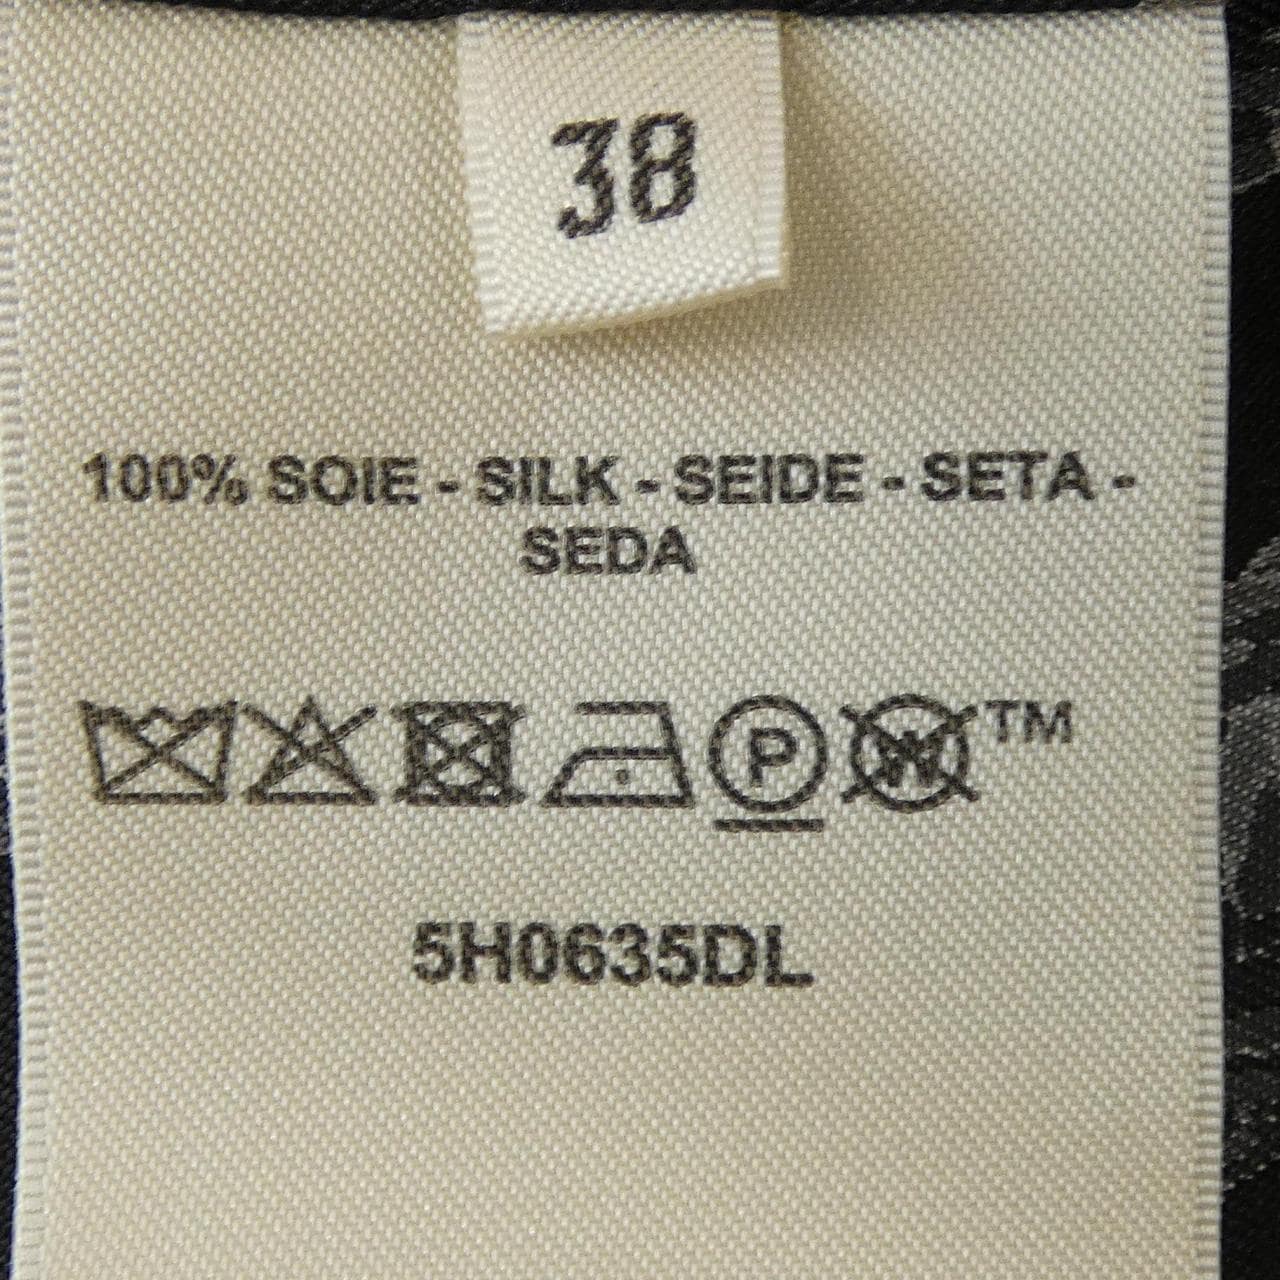 38
100% SOIE - SILK - SEIDE - SETA -
SEDA
P W TM
5H0635DL